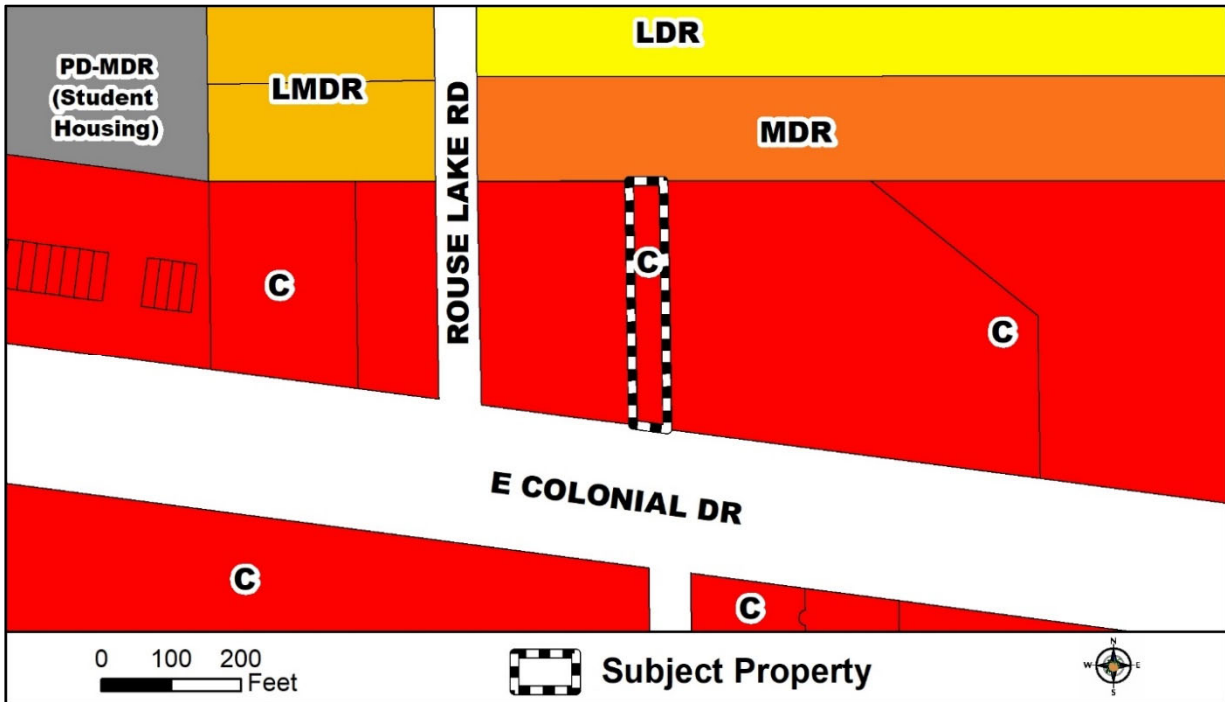 LDR
PD-MDR
(Student
Housing)
LMDR
MDR
ROUSE LAKE RD
C
C
C
E COLONIAL DR
C
C
0 100 200
Feet
Subject Property
N
W E
S